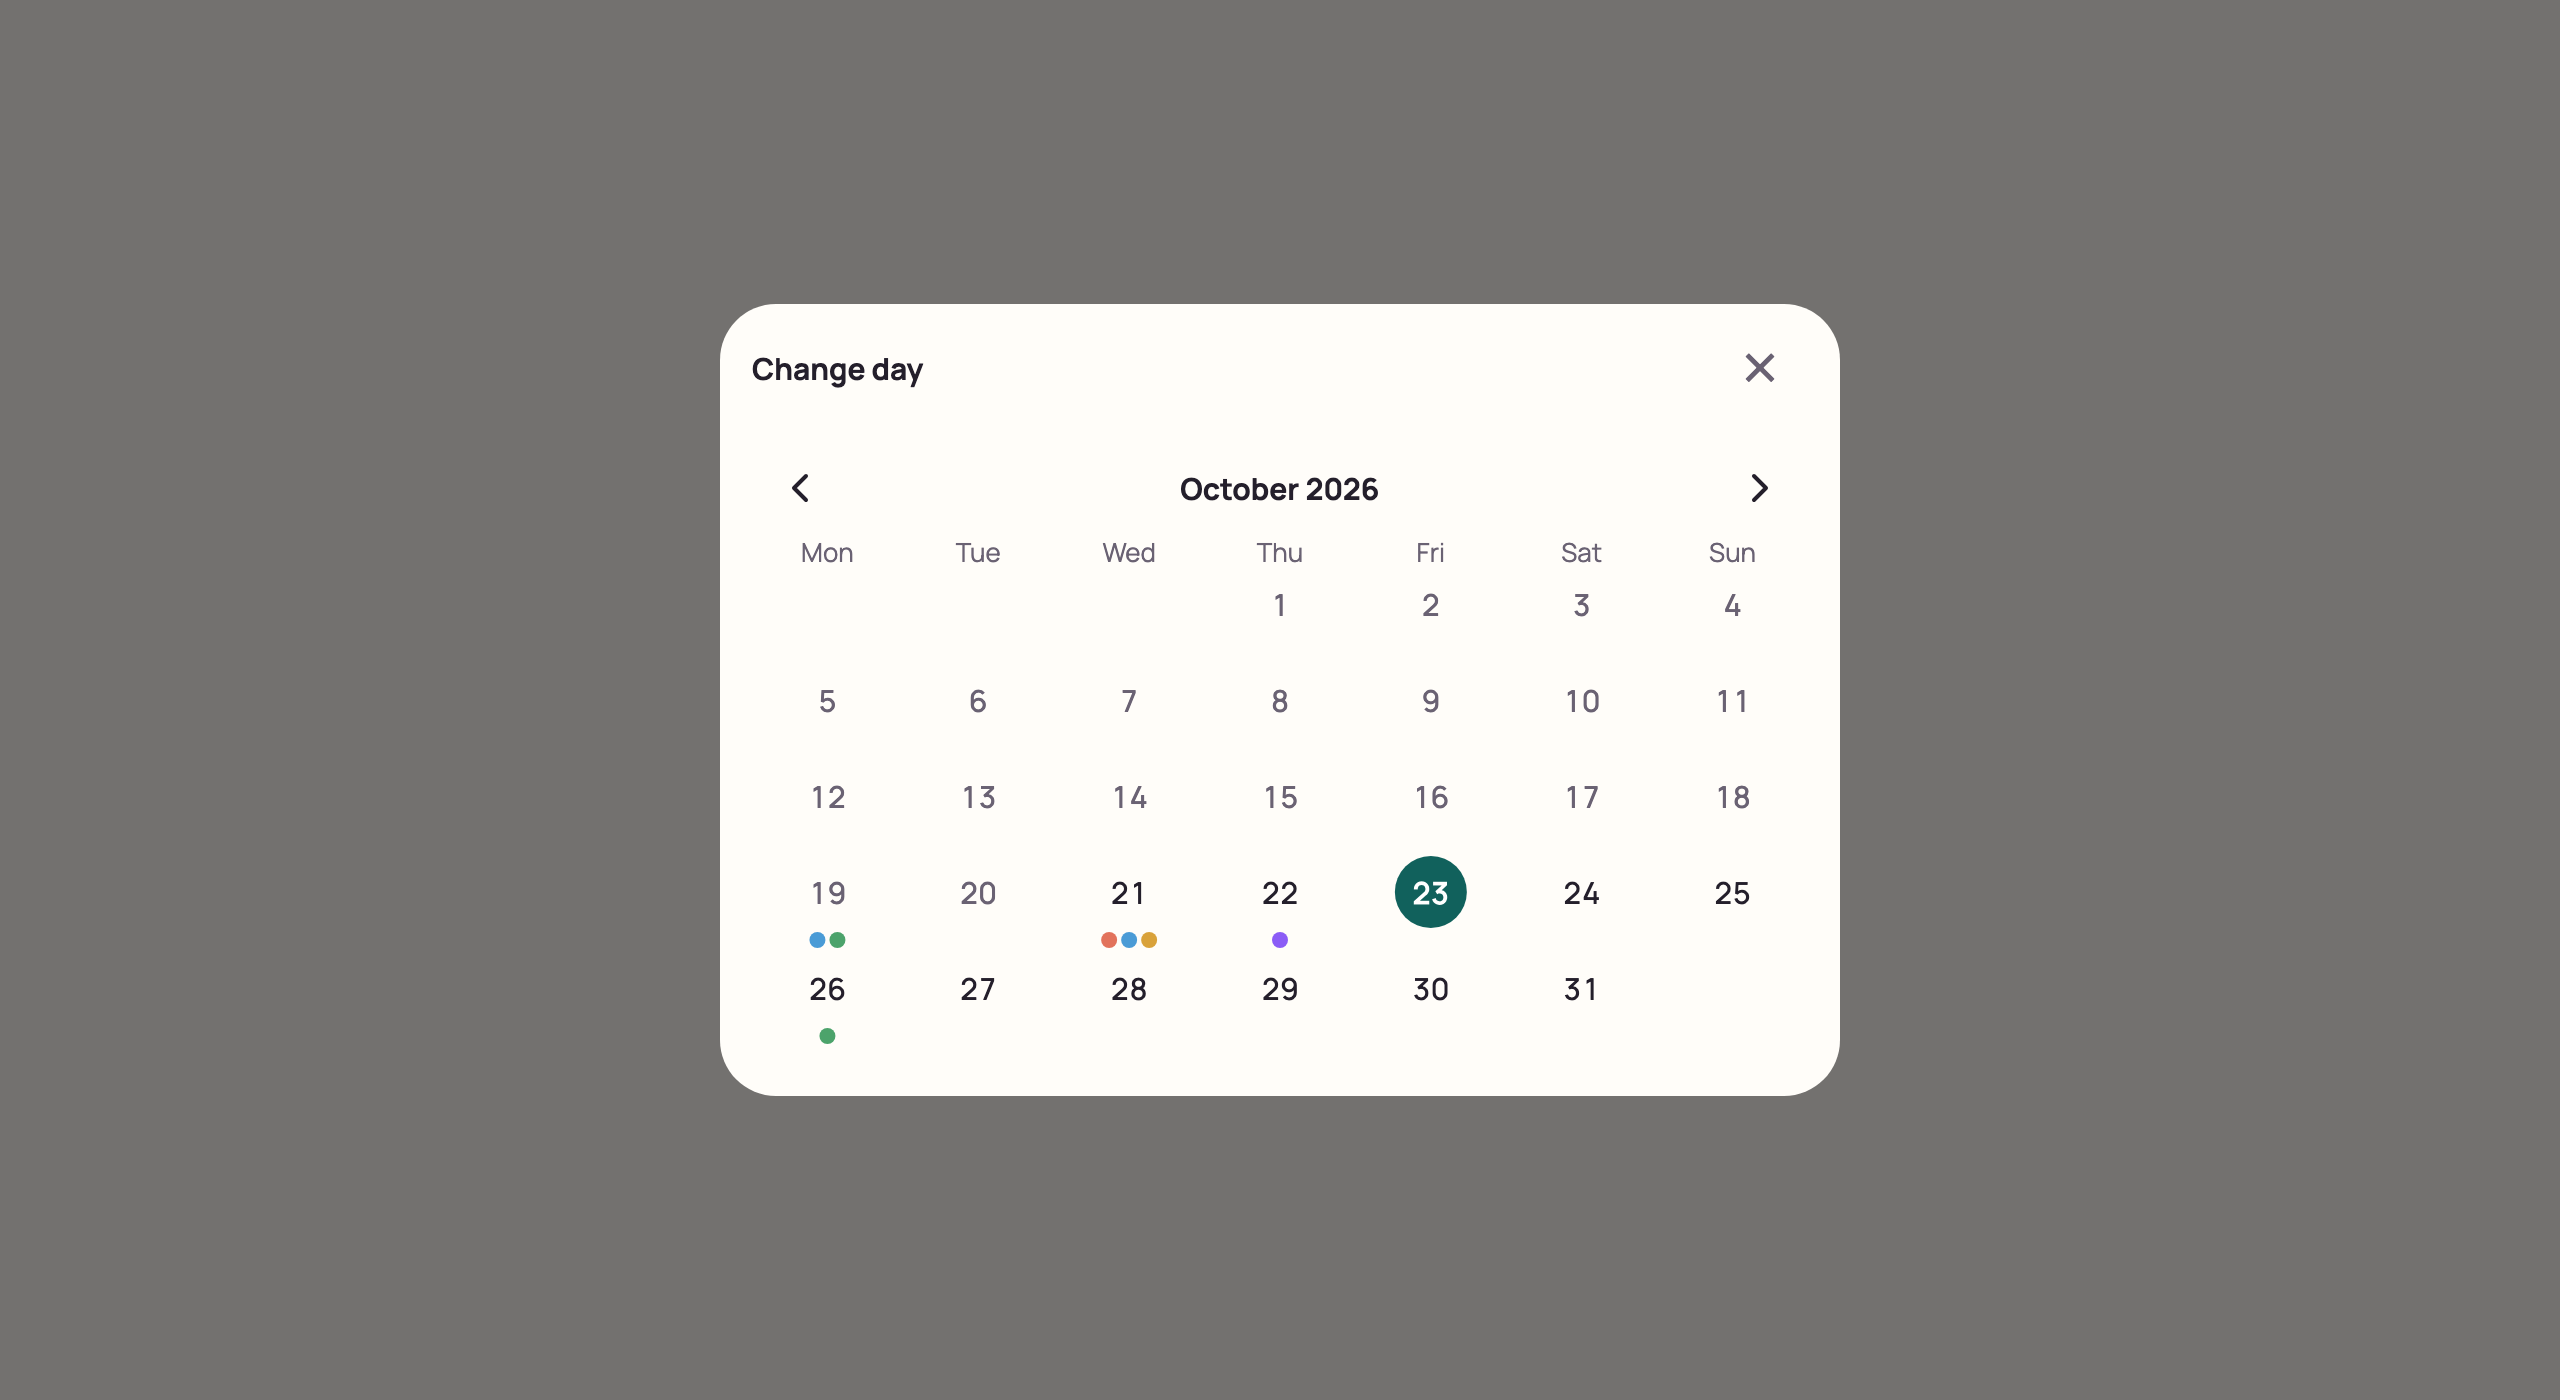 Change day
October 2026
Mon Tue Wed Thu Fri Sat Sun
1 2 3 4
5 6 7 8 9 10 11
12 13 14 15 16 17 18
19 20 21 22 23 24 25
26 27 28 29 30 31